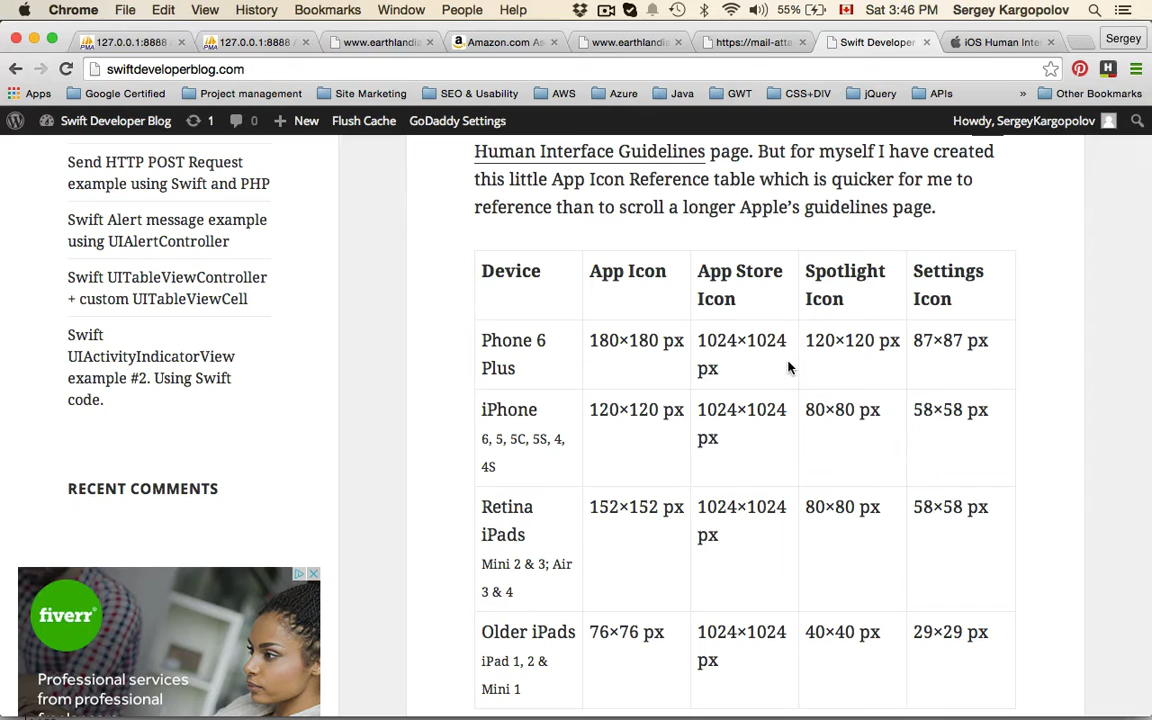 Chrome File Edit View History Bookmarks Window People Help 55% Sat 3:46 PM Sergey Kargopolov
127.0.0.1:8888 127.0.0.1:8888 / www.earthlandia Amazon.com As www.earthlandia https://mail-atta Swift Developer iOS Human Inte Sergey
swiftdeveloperblog.com
Apps Google Certified Project management Site Marketing SEO & Usability AWS Azure Java GWT CSS+DIV jQuery APIs » Other Bookmarks
Swift Developer Blog 1 0 New Flush Cache GoDaddy Settings Howdy, SergeyKargopolov
Send HTTP POST Request
example using Swift and PHP
Swift Alert message example
using UIAlertController
Swift UITableViewController
+ custom UITableViewCell
Swift
UIActivityIndicatorView
example #2. Using Swift
code.
RECENT COMMENTS
fiverr
Professional services
from professional
Human Interface Guidelines page. But for myself I have created
this little App Icon Reference table which is quicker for me to
reference than to scroll a longer Apple's guidelines page.
Device App Icon App Store Spotlight Settings
Icon Icon Icon
Phone 6 180×180 px 1024×1024 120×120 px 87×87 px
Plus px
iPhone 120×120 px 1024×1024 80×80 px 58×58 px
6, 5, 5C, 5S, 4, px
4S
Retina 152×152 px 1024×1024 80×80 px 58×58 px
iPads px
Mini 2 & 3; Air
3 & 4
Older iPads 76×76 px 1024×1024 40×40 px 29×29 px
iPad 1, 2 & px
Mini 1